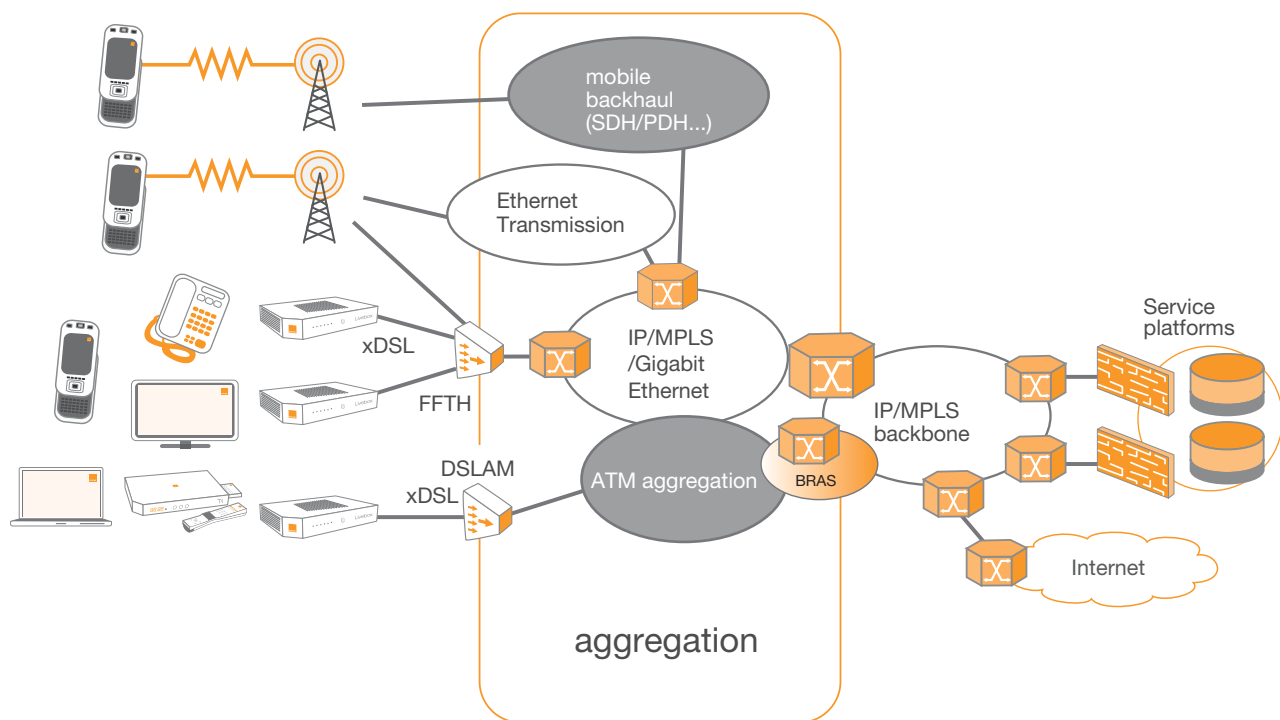 mobile
backhaul
(SDH/PDH...)
Ethernet
Transmission
xDSL
FFTH
IP/MPLS
/Gigabit
Ethernet
Service
platforms
IP/MPLS
backbone
DSLAM
xDSL
ATM aggregation
BRAS
Internet
aggregation